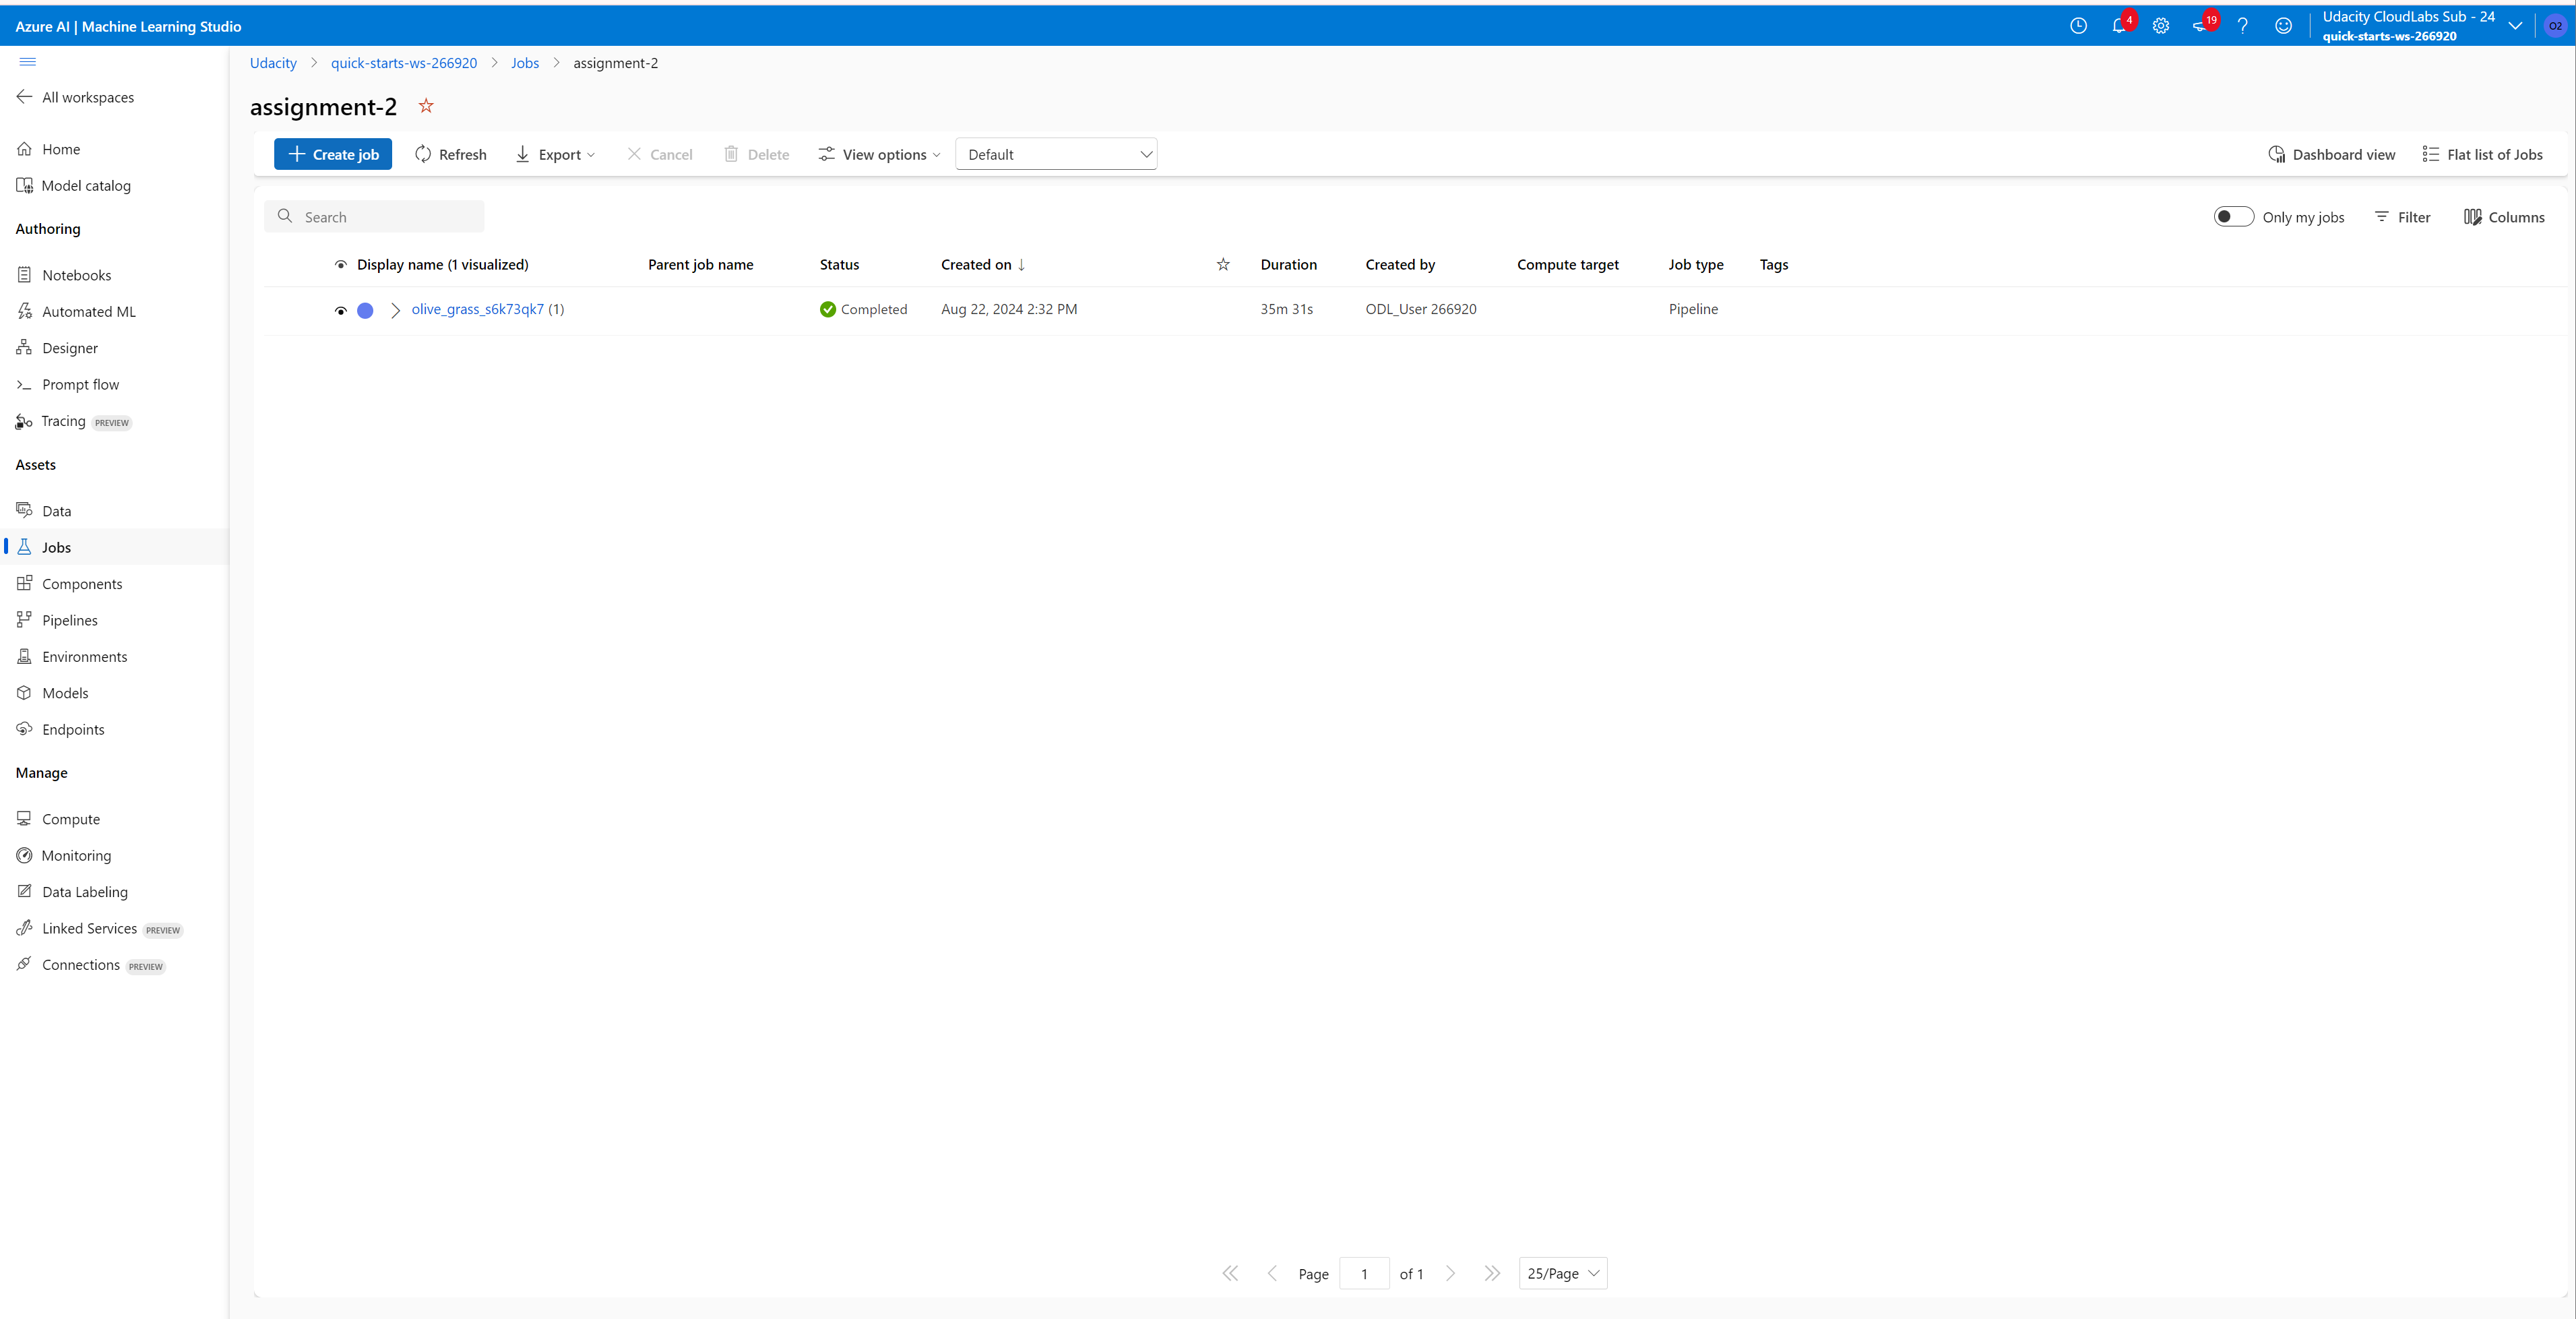 Azure AI | Machine Learning Studio
4
19
Udacity CloudLabs Sub - 24
quick-starts-ws-266920
O2
All workspaces
Home
Model catalog
Authoring
Notebooks
Automated ML
Designer
Prompt flow
Tracing PREVIEW
Assets
Data
Jobs
Components
Pipelines
Environments
Models
Endpoints
Manage
Compute
Monitoring
Data Labeling
Linked Services PREVIEW
Connections PREVIEW
Udacity > quick-starts-ws-266920 > Jobs > assignment-2
assignment-2
Create job Refresh Export Cancel Delete View options Default Dashboard view Flat list of Jobs
Search Only my jobs Filter Columns
Display name (1 visualized) Parent job name Status Created on ↓ Duration Created by Compute target Job type Tags
olive_grass_s6k73qk7 (1) Completed Aug 22, 2024 2:32 PM 35m 31s ODL_User 266920 Pipeline
Page 1 of 1 25/Page